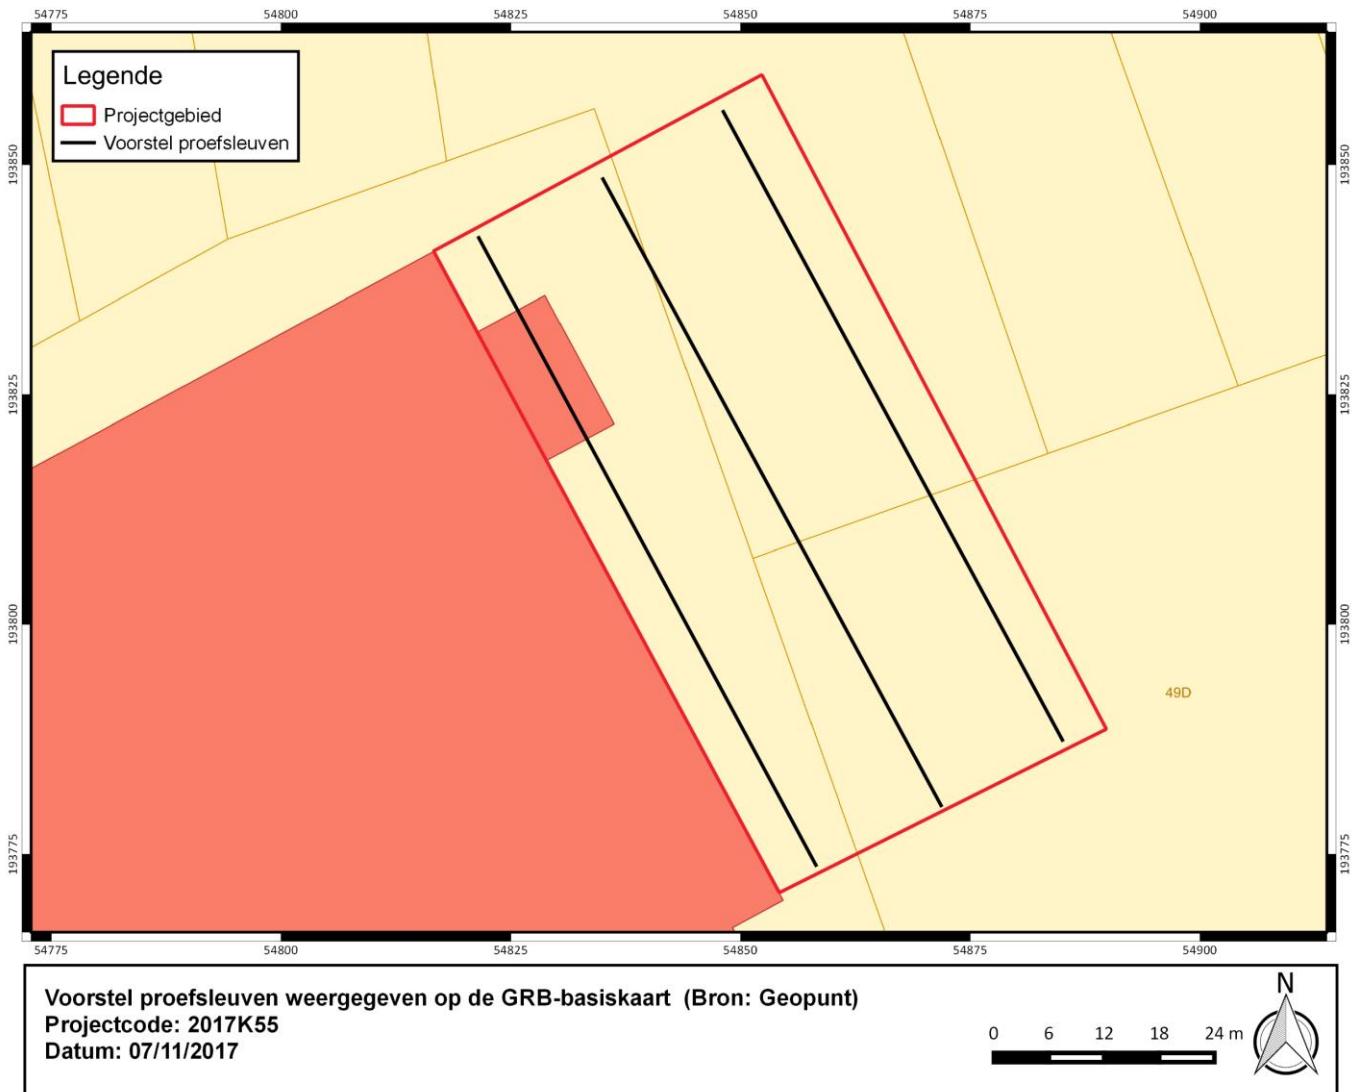 54775 54800 54825 54850 54875 54900
Legende
Projectgebied
Voorstel proefsleuven
193850 193850
193825 193825
193800 193800
49D
193775 193775
54775 54800 54825 54850 54875 54900
Voorstel proefsleuven weergegeven op de GRB-basiskaart (Bron: Geopunt)
Projectcode: 2017K55
Datum: 07/11/2017
0 6 12 18 24 m
N